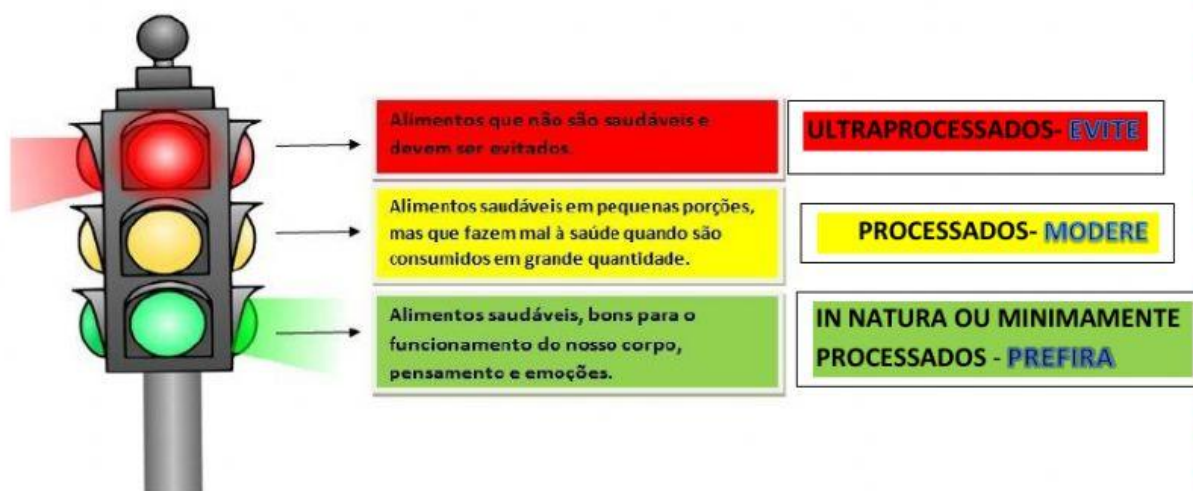 Alimentos que não são saudáveis e
devem ser evitados.
ULTRAPROCESSADOS- EVITE
Alimentos saudáveis em pequenas porções,
mas que fazem mal à saúde quando são
consumidos em grande quantidade.
PROCESSADOS- MODERE
Alimentos saudáveis, bons para o
funcionamento do nosso corpo,
pensamento e emoções.
IN NATURA OU MINIMAMENTE
PROCESSADOS - PREFIRA